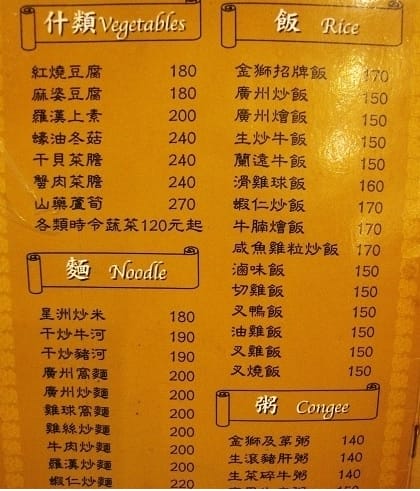 什類 Vegetables
紅燒豆腐 180
麻婆豆腐 180
羅漢上素 200
蠔油冬菇 240
干貝菜膽 240
蟹肉菜膽 240
山藥蘆筍 270
各類時令蔬菜120元起
麵 Noodle
星洲炒米 180
干炒牛河 190
干炒豬河 190
廣州窩麵 200
廣州炒麵 200
雞球窩麵 200
雞絲炒麵 200
牛肉炒麵 200
羅漢炒麵 200
蝦仁炒麵 220
飯 Rice
金獅招牌飯 170
廣州炒飯 150
廣州燴飯 150
生炒牛飯 150
蘭遠牛飯 150
滑雞球飯 160
蝦仁炒飯 170
牛腩燴飯 170
咸魚雞粒炒飯 170
滷味飯 150
切雞飯 150
叉鴨飯 150
油雞飯 150
叉雞飯 150
叉燒飯 150
粥 Congee
金獅及第粥 140
生滾豬肝粥 140
生菜碎牛粥 140